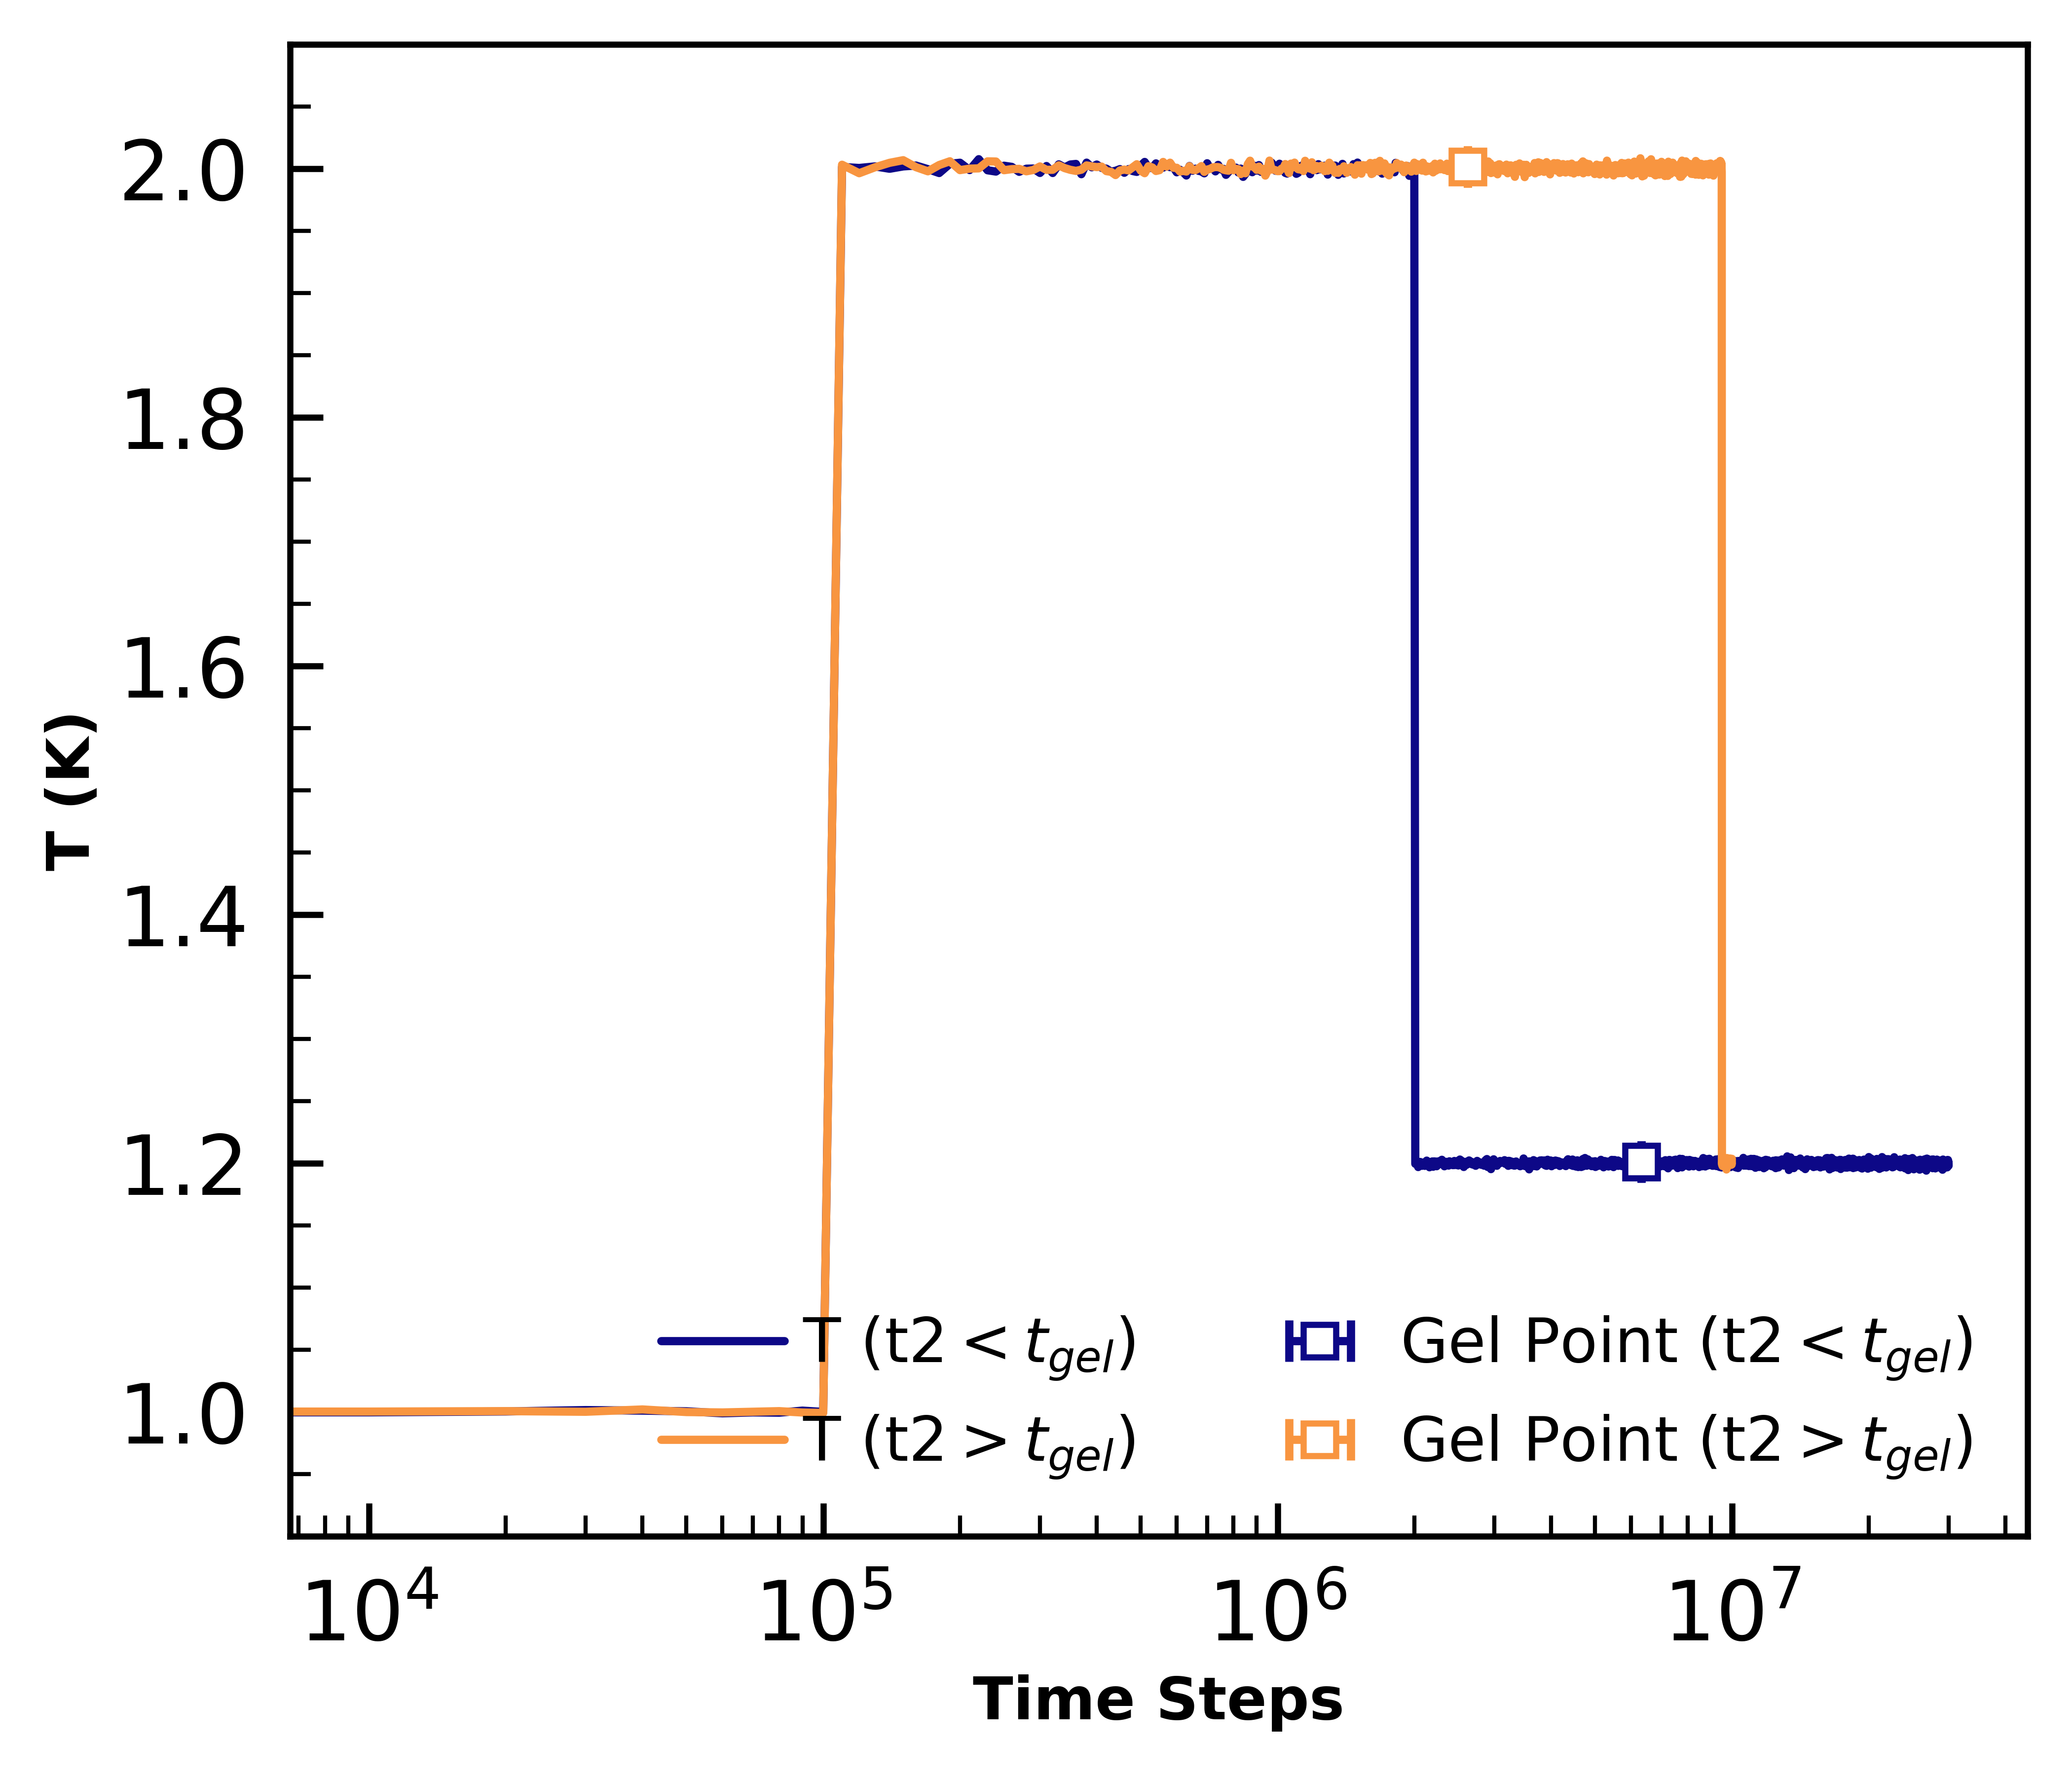 2.0
1.8
1.6
1.4
1.2
1.0
T (K)
T (t2 < t_gel)
T (t2 > t_gel)
Gel Point (t2 < t_gel)
Gel Point (t2 > t_gel)
10^4
10^5
10^6
10^7
Time Steps